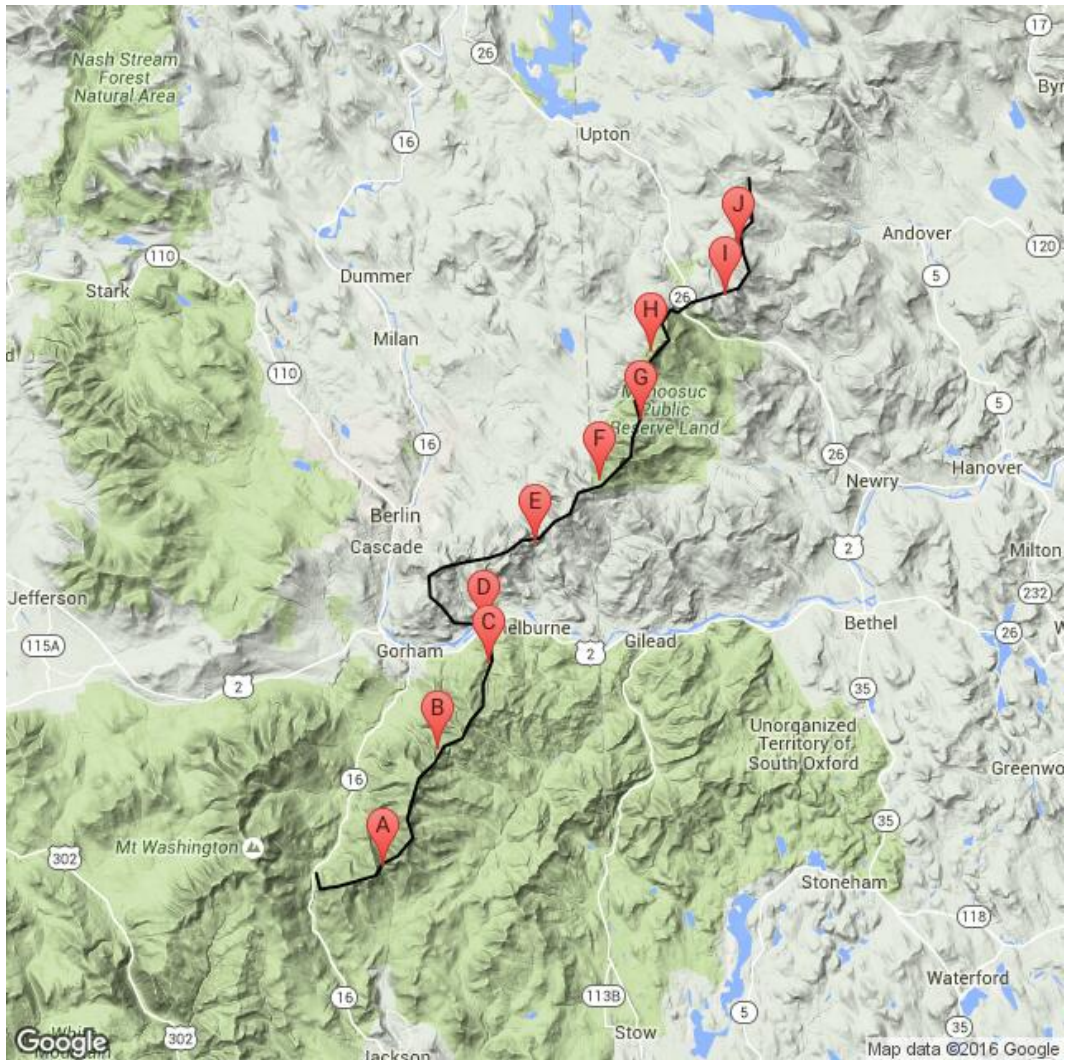 Nash Stream
Forest
Natural Area
26
17
16
Upton
Byr
J
Andover
110
120
Dummer
Stark
I
5
26
H
Milan
110
G
Mahoosuc
Public
Reserve Land
5
16
F
26
Hanover
Newry
E
Berlin
Cascade
2
Milton
D
232
Jefferson
C
elburne
Bethel
115A
Gorham
2
Gilead
26
W
2
35
B
Unorganized
Territory of
South Oxford
Greenwo
16
A
35
Mt Washington
302
Stoneham
118
Waterford
113B
16
5
35
Stow
302
Jackson
Google
Map data ©2016 Google